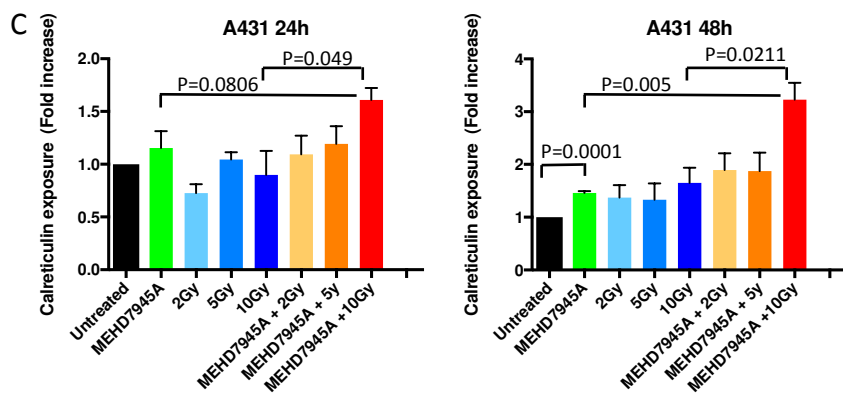 C
A431 24h
Calreticulin exposure (Fold increase)
2.0
1.5
1.0
0.5
0.0
P=0.0806
P=0.049
Untreated
MEHD7945A
2Gy
5Gy
10Gy
MEHD7945A + 2Gy
MEHD7945A + 5y
MEHD7945A +10Gy
A431 48h
Calreticulin exposure (Fold increase)
4
3
2
1
0
P=0.0001
P=0.005
P=0.0211
Untreated
MEHD7945A
2Gy
5Gy
10Gy
MEHD7945A + 2Gy
MEHD7945A + 5y
MEHD7945A +10Gy